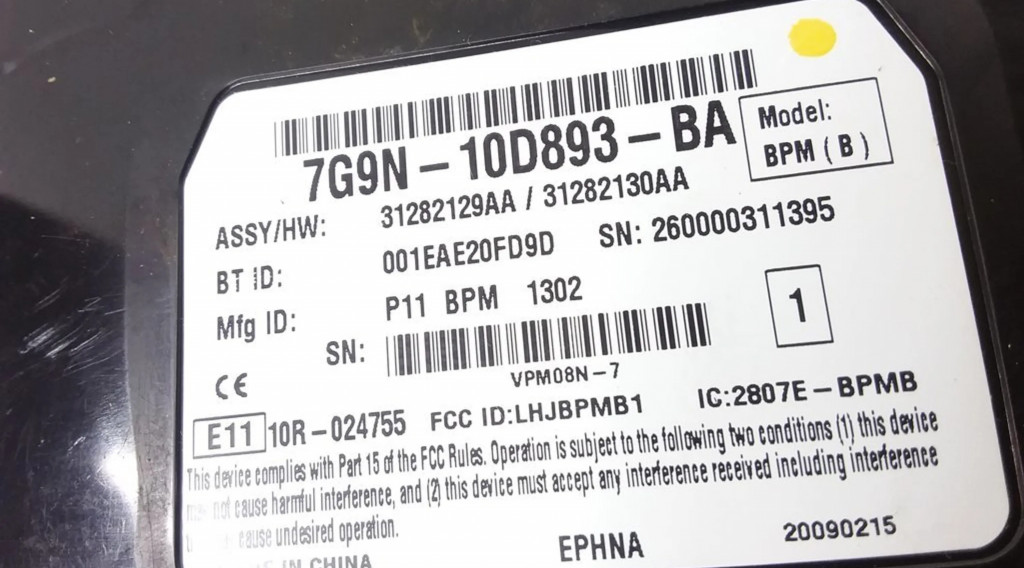 7G9N-10D893-BA
Model:
BPM (B)
ASSY/HW: 31282129AA / 31282130AA
BT ID: 001EAE20FD9D SN: 260000311395
Mfg ID: P11 BPM 1302
1
SN:
VPM08N-7
CE
E11 10R-024755 FCC ID:LHJBPMB1 IC:2807E-BPMB
This device complies with Part 15 of the FCC Rules. Operation is subject to the following two conditions (1) this device
not cause harmful interference, and (2) this device must accept any interference received including interference
cause undesired operation.
IN CHINA EPHNA 20090215